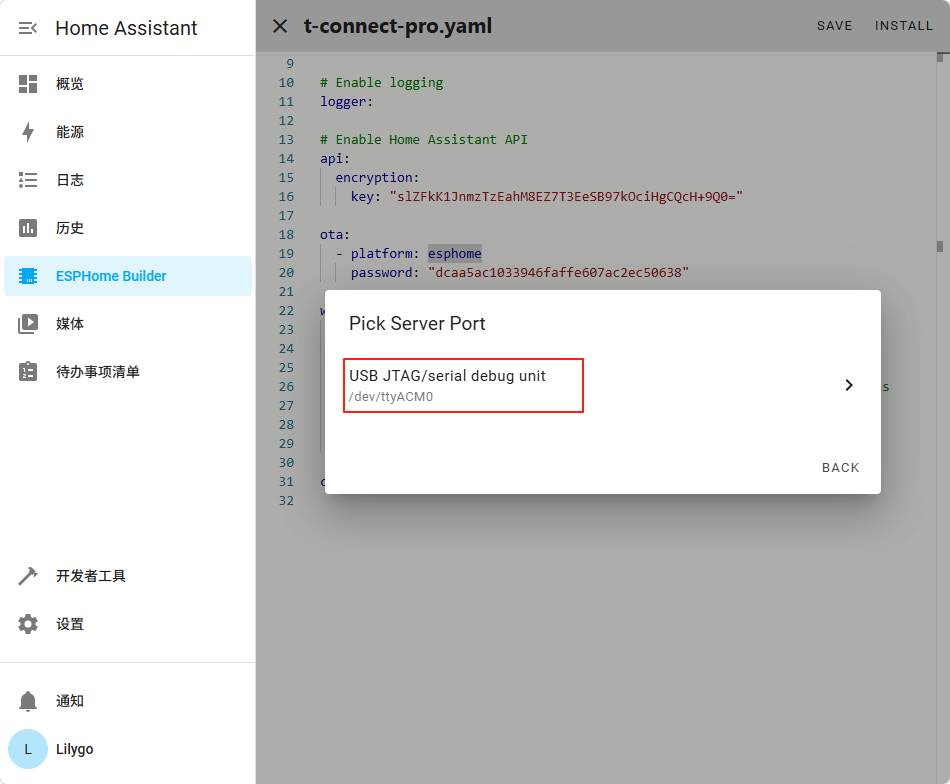 Home Assistant
概览
能源
日志
历史
ESPHome Builder
媒体
待办事项清单
开发者工具
设置
通知
L
Lilygo
t-connect-pro.yaml
SAVE
INSTALL
9
10 # Enable logging
11 logger:
12
13 # Enable Home Assistant API
14 api:
15 encryption:
16 key: "slZFkK1JnmzTzEahM8EZ7T3EeSB97kOciHgCQcH+9Q0="
17
18 ota:
19 - platform: esphome
20 password: "dcaa5ac1033946faffe607ac2ec50638"
21
22
23
24
25
26 s
27
28
29
30
31
32
Pick Server Port
USB JTAG/serial debug unit
/dev/ttyACM0
BACK